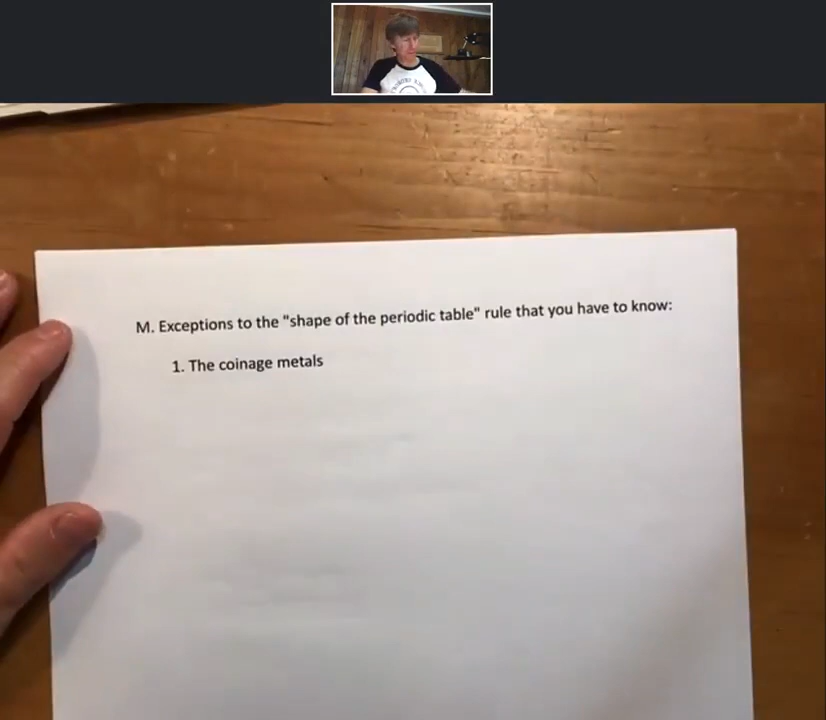 M. Exceptions to the "shape of the periodic table" rule that you have to know:
1. The coinage metals